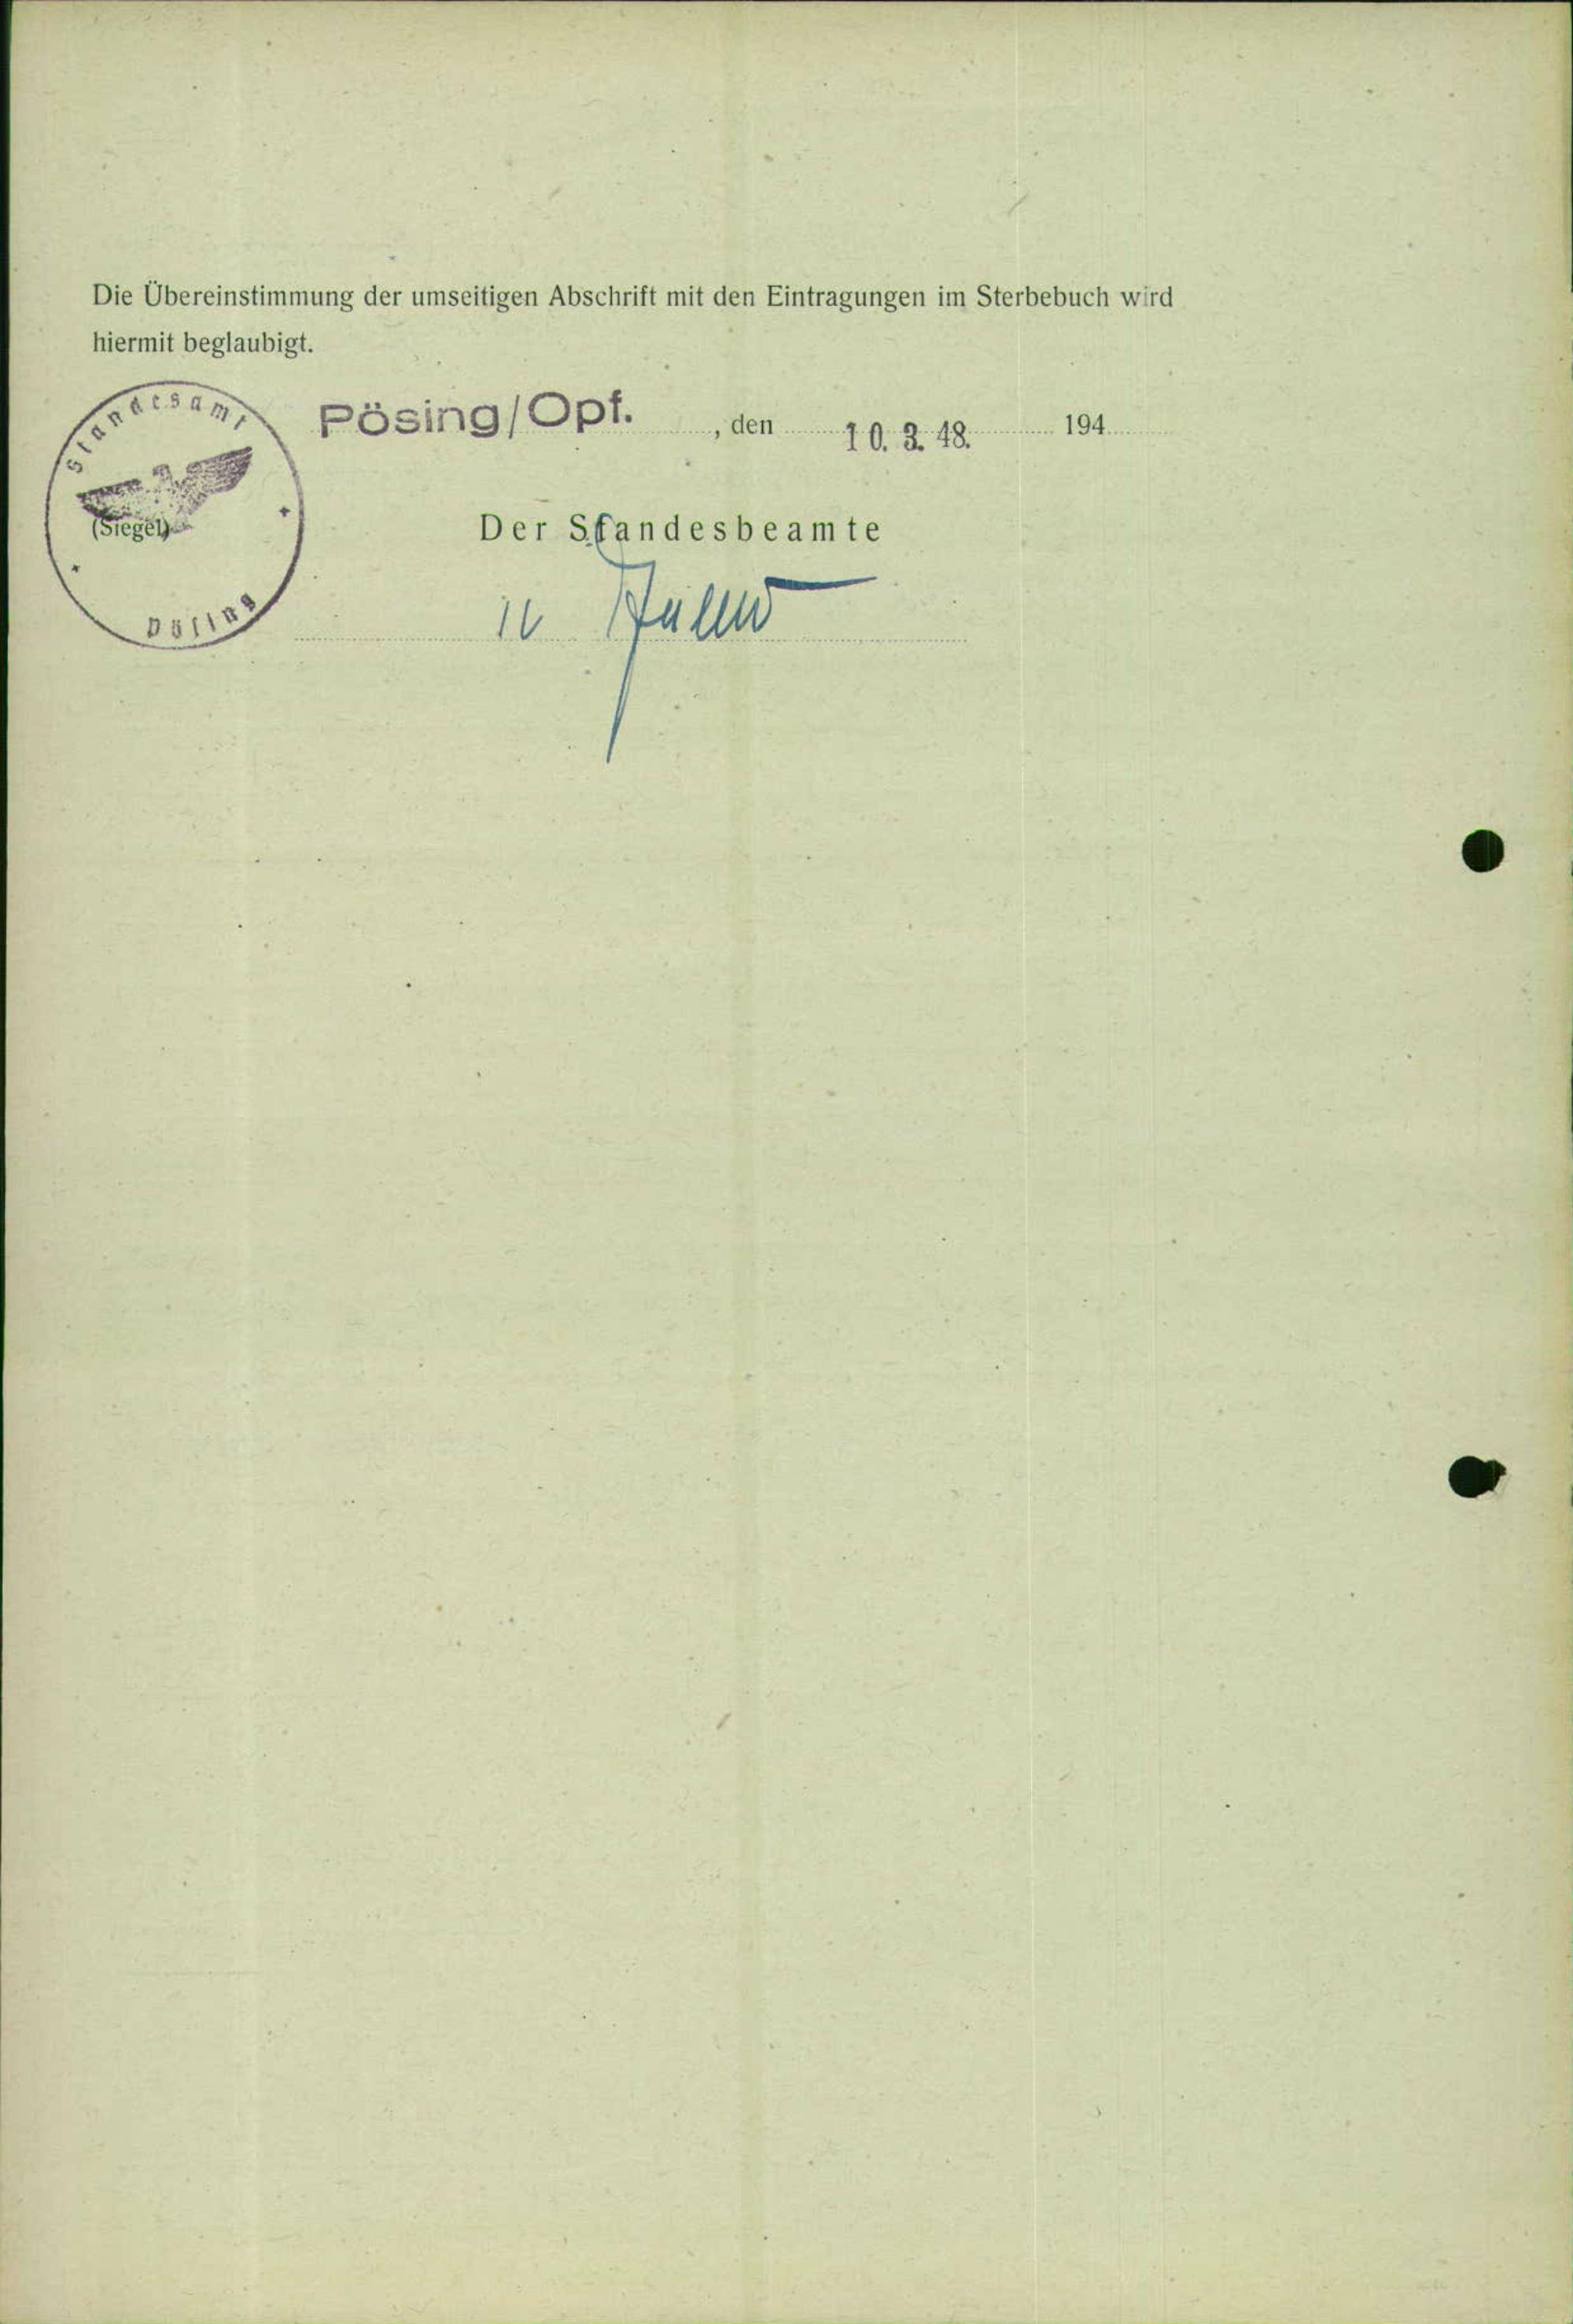 Die Übereinstimmung der umseitigen Abschrift mit den Eintragungen im Sterbebuch wird
hiermit beglaubigt.
Standesamt
Pösing/Opf. , den 10. 3. 48. 194
(Siegel)
Der Standesbeamte
Pösing